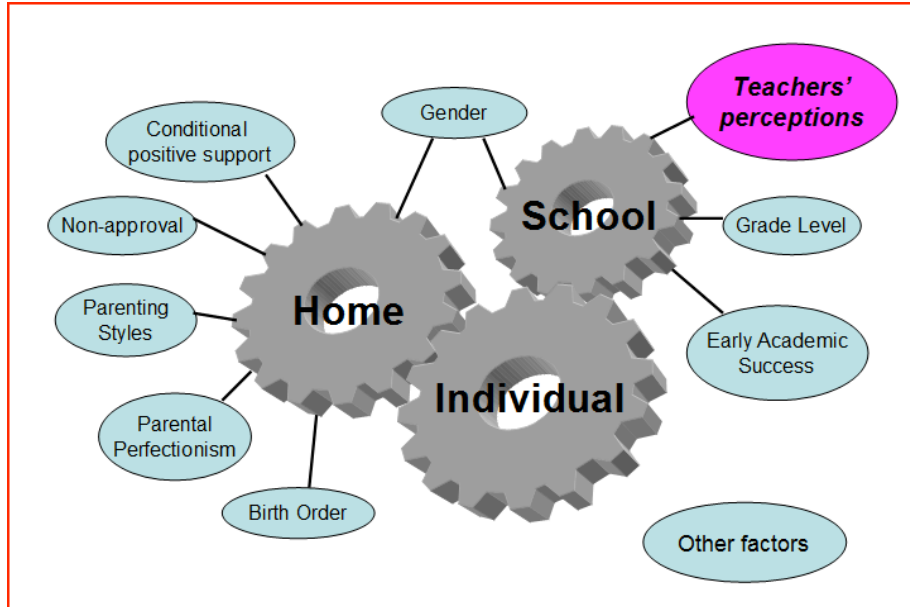 Teachers'
perceptions
Gender
Conditional
positive support
Non-approval
School
Grade Level
Parenting
Styles
Home
Early Academic
Success
Individual
Parental
Perfectionism
Birth Order
Other factors